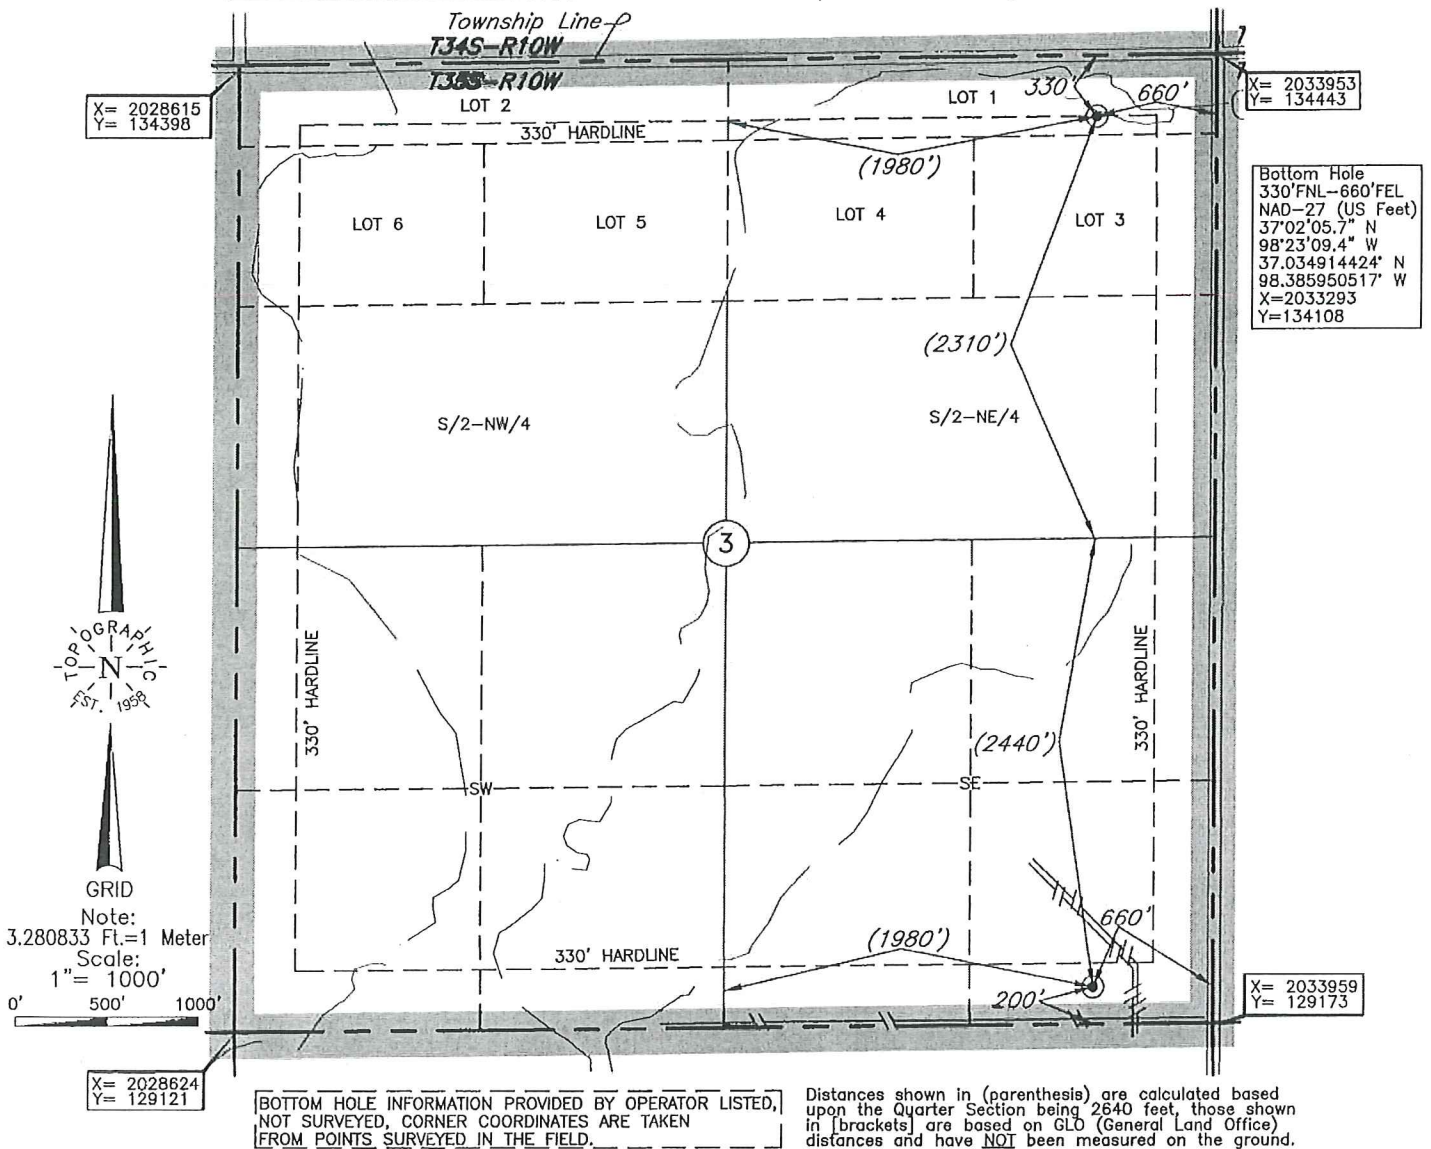 Township Line
T34S-R10W
T35S-R10W
LOT 2
LOT 1
330'
660'
X= 2028615
Y= 134398
X= 2033953
Y= 134443
330' HARDLINE
(1980')
Bottom Hole
330'FNL-660'FEL
NAD-27 (US Feet)
37°02'05.7" N
98°23'09.4" W
37.034914424° N
98.385950517° W
X=2033293
Y=134108
LOT 6
LOT 5
LOT 4
LOT 3
(2310')
S/2-NW/4
S/2-NE/4
3
TOPOGRAPHIC
N
EST. 1958
330' HARDLINE
330' HARDLINE
(2440')
SW
SE
GRID
Note:
3.280833 Ft.=1 Meter
Scale:
1"= 1000'
0' 500' 1000'
660'
(1980')
330' HARDLINE
200'
X= 2033959
Y= 129173
X= 2028624
Y= 129121
BOTTOM HOLE INFORMATION PROVIDED BY OPERATOR LISTED,
NOT SURVEYED, CORNER COORDINATES ARE TAKEN
FROM POINTS SURVEYED IN THE FIELD.
Distances shown in (parenthesis) are calculated based
upon the Quarter Section being 2640 feet, those shown
in [brackets] are based on GLO (General Land Office)
distances and have NOT been measured on the ground.